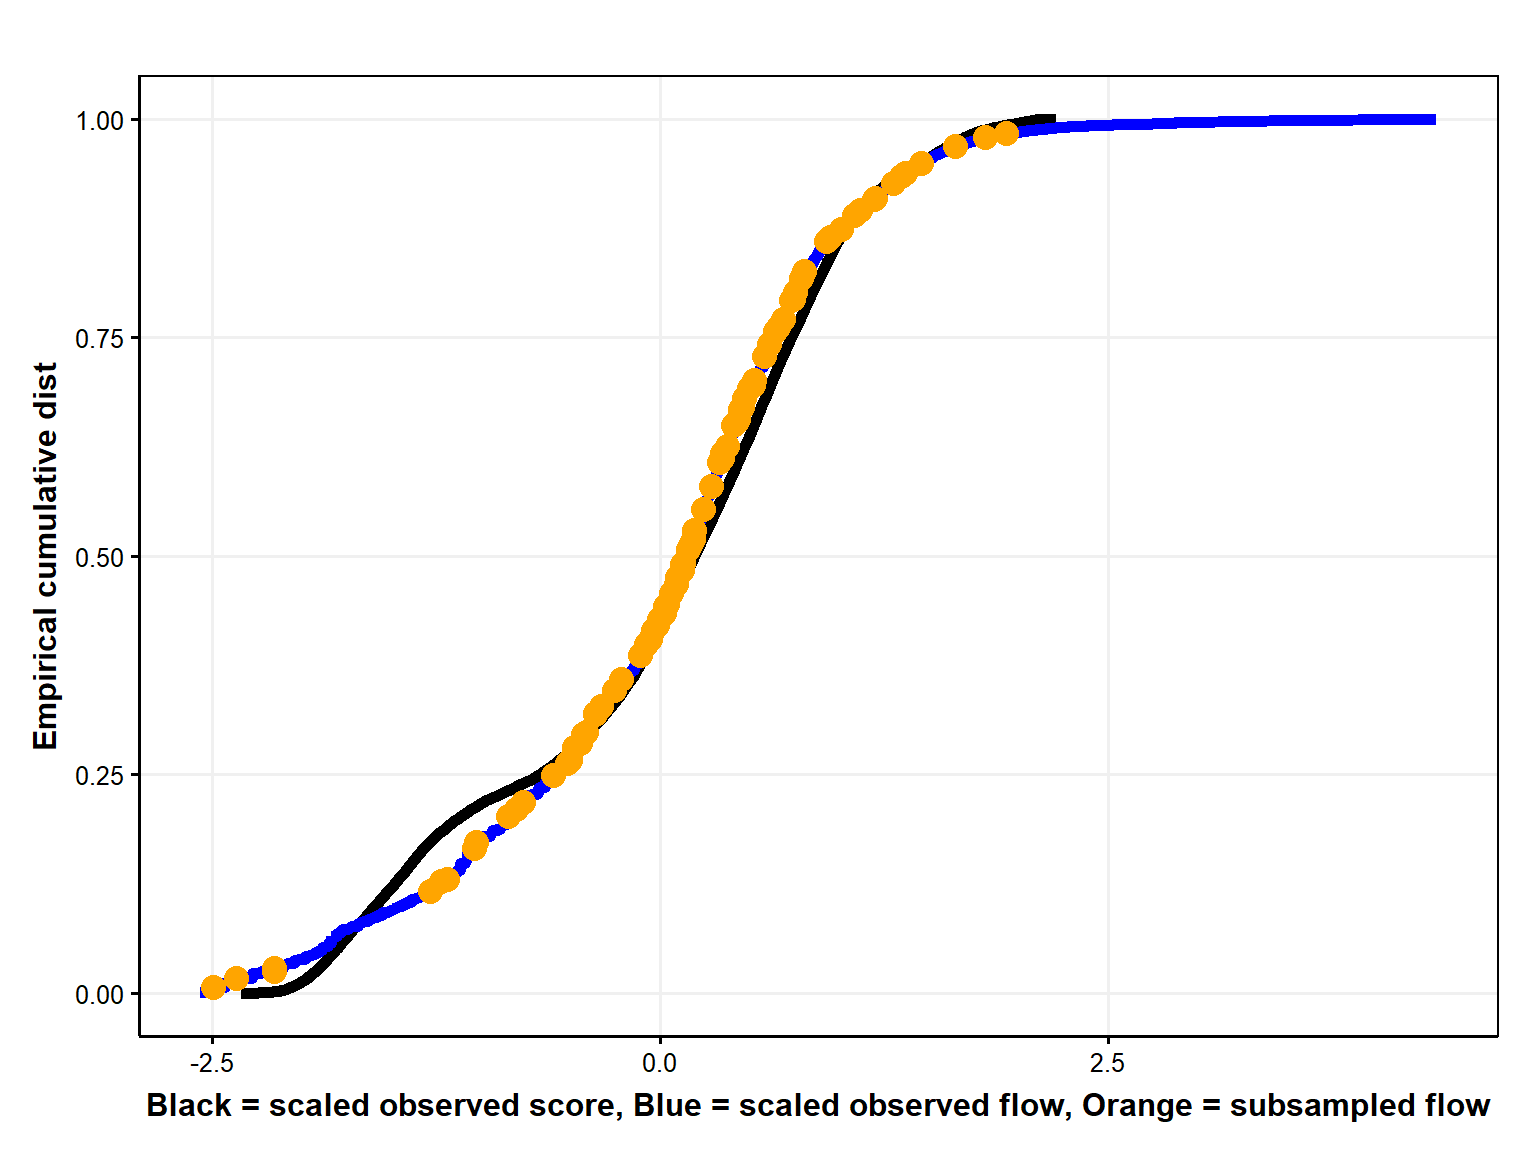 1.00
0.75
0.50
0.25
0.00
Empirical cumulative dist
-2.5 0.0 2.5
Black = scaled observed score, Blue = scaled observed flow, Orange = subsampled flow